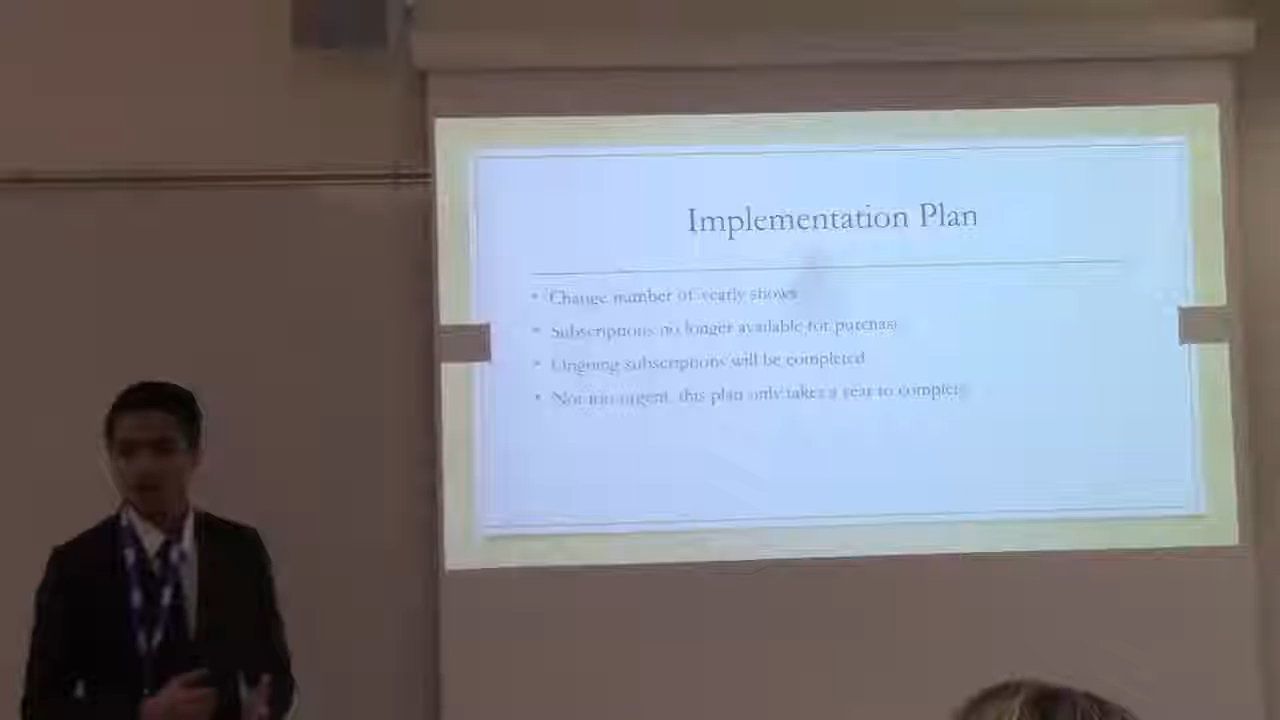 Implementation Plan
• Change number of yearly shows
• Subscriptions no longer available for purchase
• Ongoing subscriptions will be completed
• Not too urgent, this plan only takes a year to complete